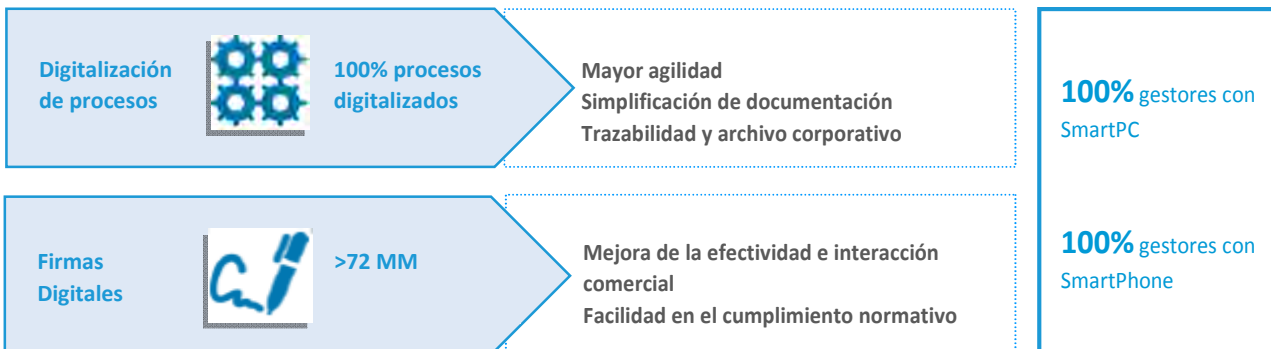 Digitalización
de procesos
100% procesos
digitalizados
Mayor agilidad
Simplificación de documentación
Trazabilidad y archivo corporativo
Firmas
Digitales
>72 MM
Mejora de la efectividad e interacción
comercial
Facilidad en el cumplimiento normativo
100% gestores con
SmartPC
100% gestores con
SmartPhone